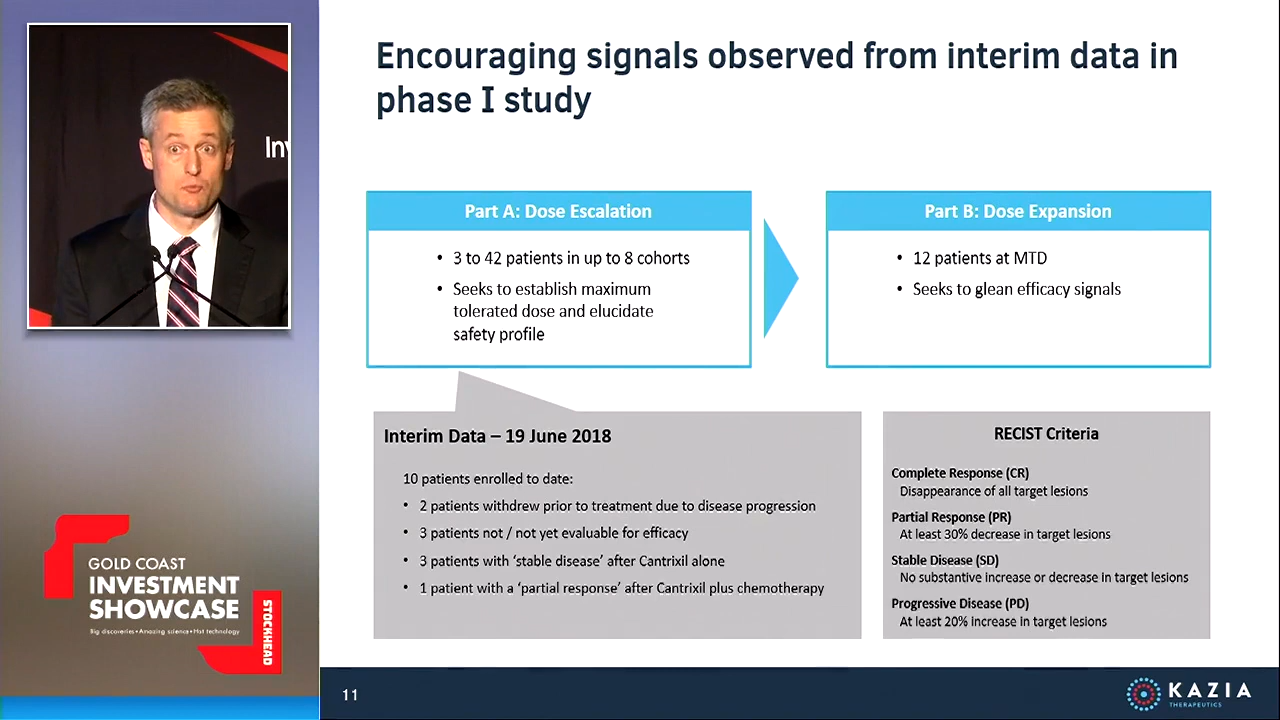 Encouraging signals observed from interim data in
phase I study
In
Part A: Dose Escalation
• 3 to 42 patients in up to 8 cohorts
• Seeks to establish maximum
tolerated dose and elucidate
safety profile
Part B: Dose Expansion
• 12 patients at MTD
• Seeks to glean efficacy signals
Interim Data – 19 June 2018
10 patients enrolled to date:
• 2 patients withdrew prior to treatment due to disease progression
• 3 patients not / not yet evaluable for efficacy
• 3 patients with ‘stable disease’ after Cantrixil alone
• 1 patient with a ‘partial response’ after Cantrixil plus chemotherapy
RECIST Criteria
Complete Response (CR)
Disappearance of all target lesions
Partial Response (PR)
At least 30% decrease in target lesions
Stable Disease (SD)
No substantive increase or decrease in target lesions
Progressive Disease (PD)
At least 20% increase in target lesions
GOLD COAST
INVESTMENT
SHOWCASE
Big discoveries • Amazing science • Hot technology
STOCKHEAD
11
KAZIA
THERAPEUTICS